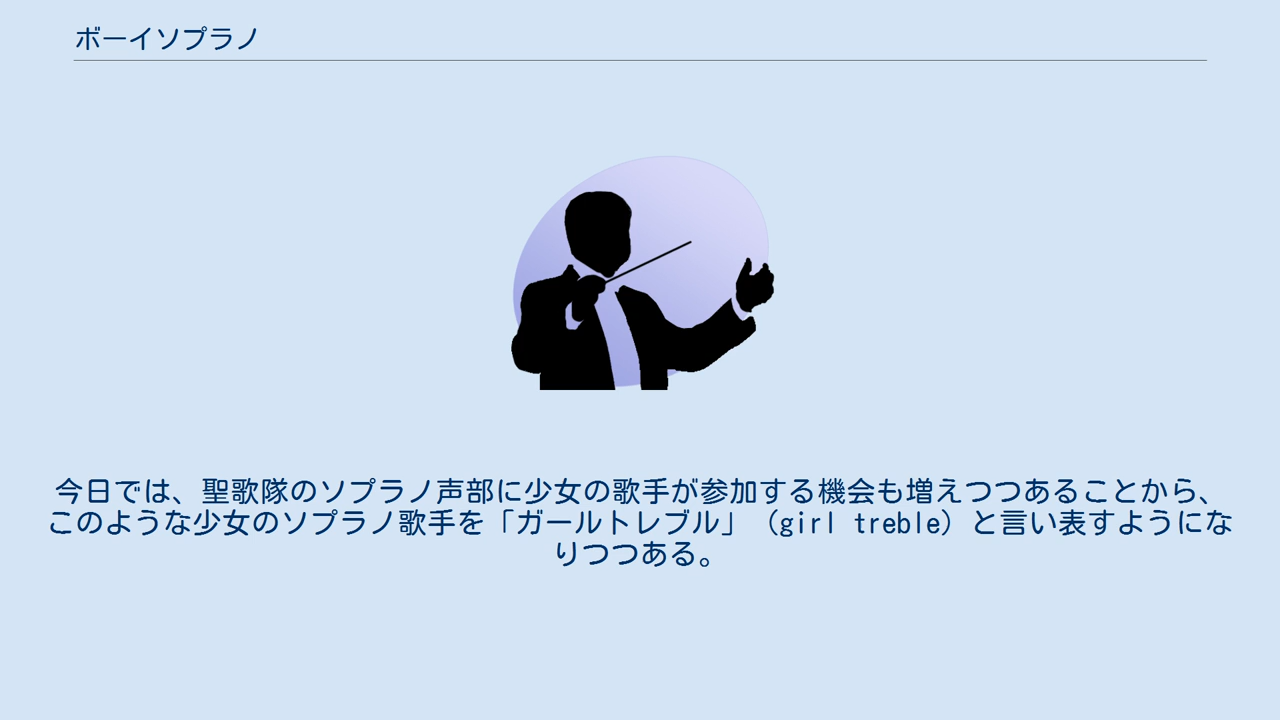 ボーイソプラノ
今日では、聖歌隊のソプラノ声部に少女の歌手が参加する機会も増えつつあることから、
このような少女のソプラノ歌手を「ガールトレブル」（girl treble）と言い表すようにな
りつつある。